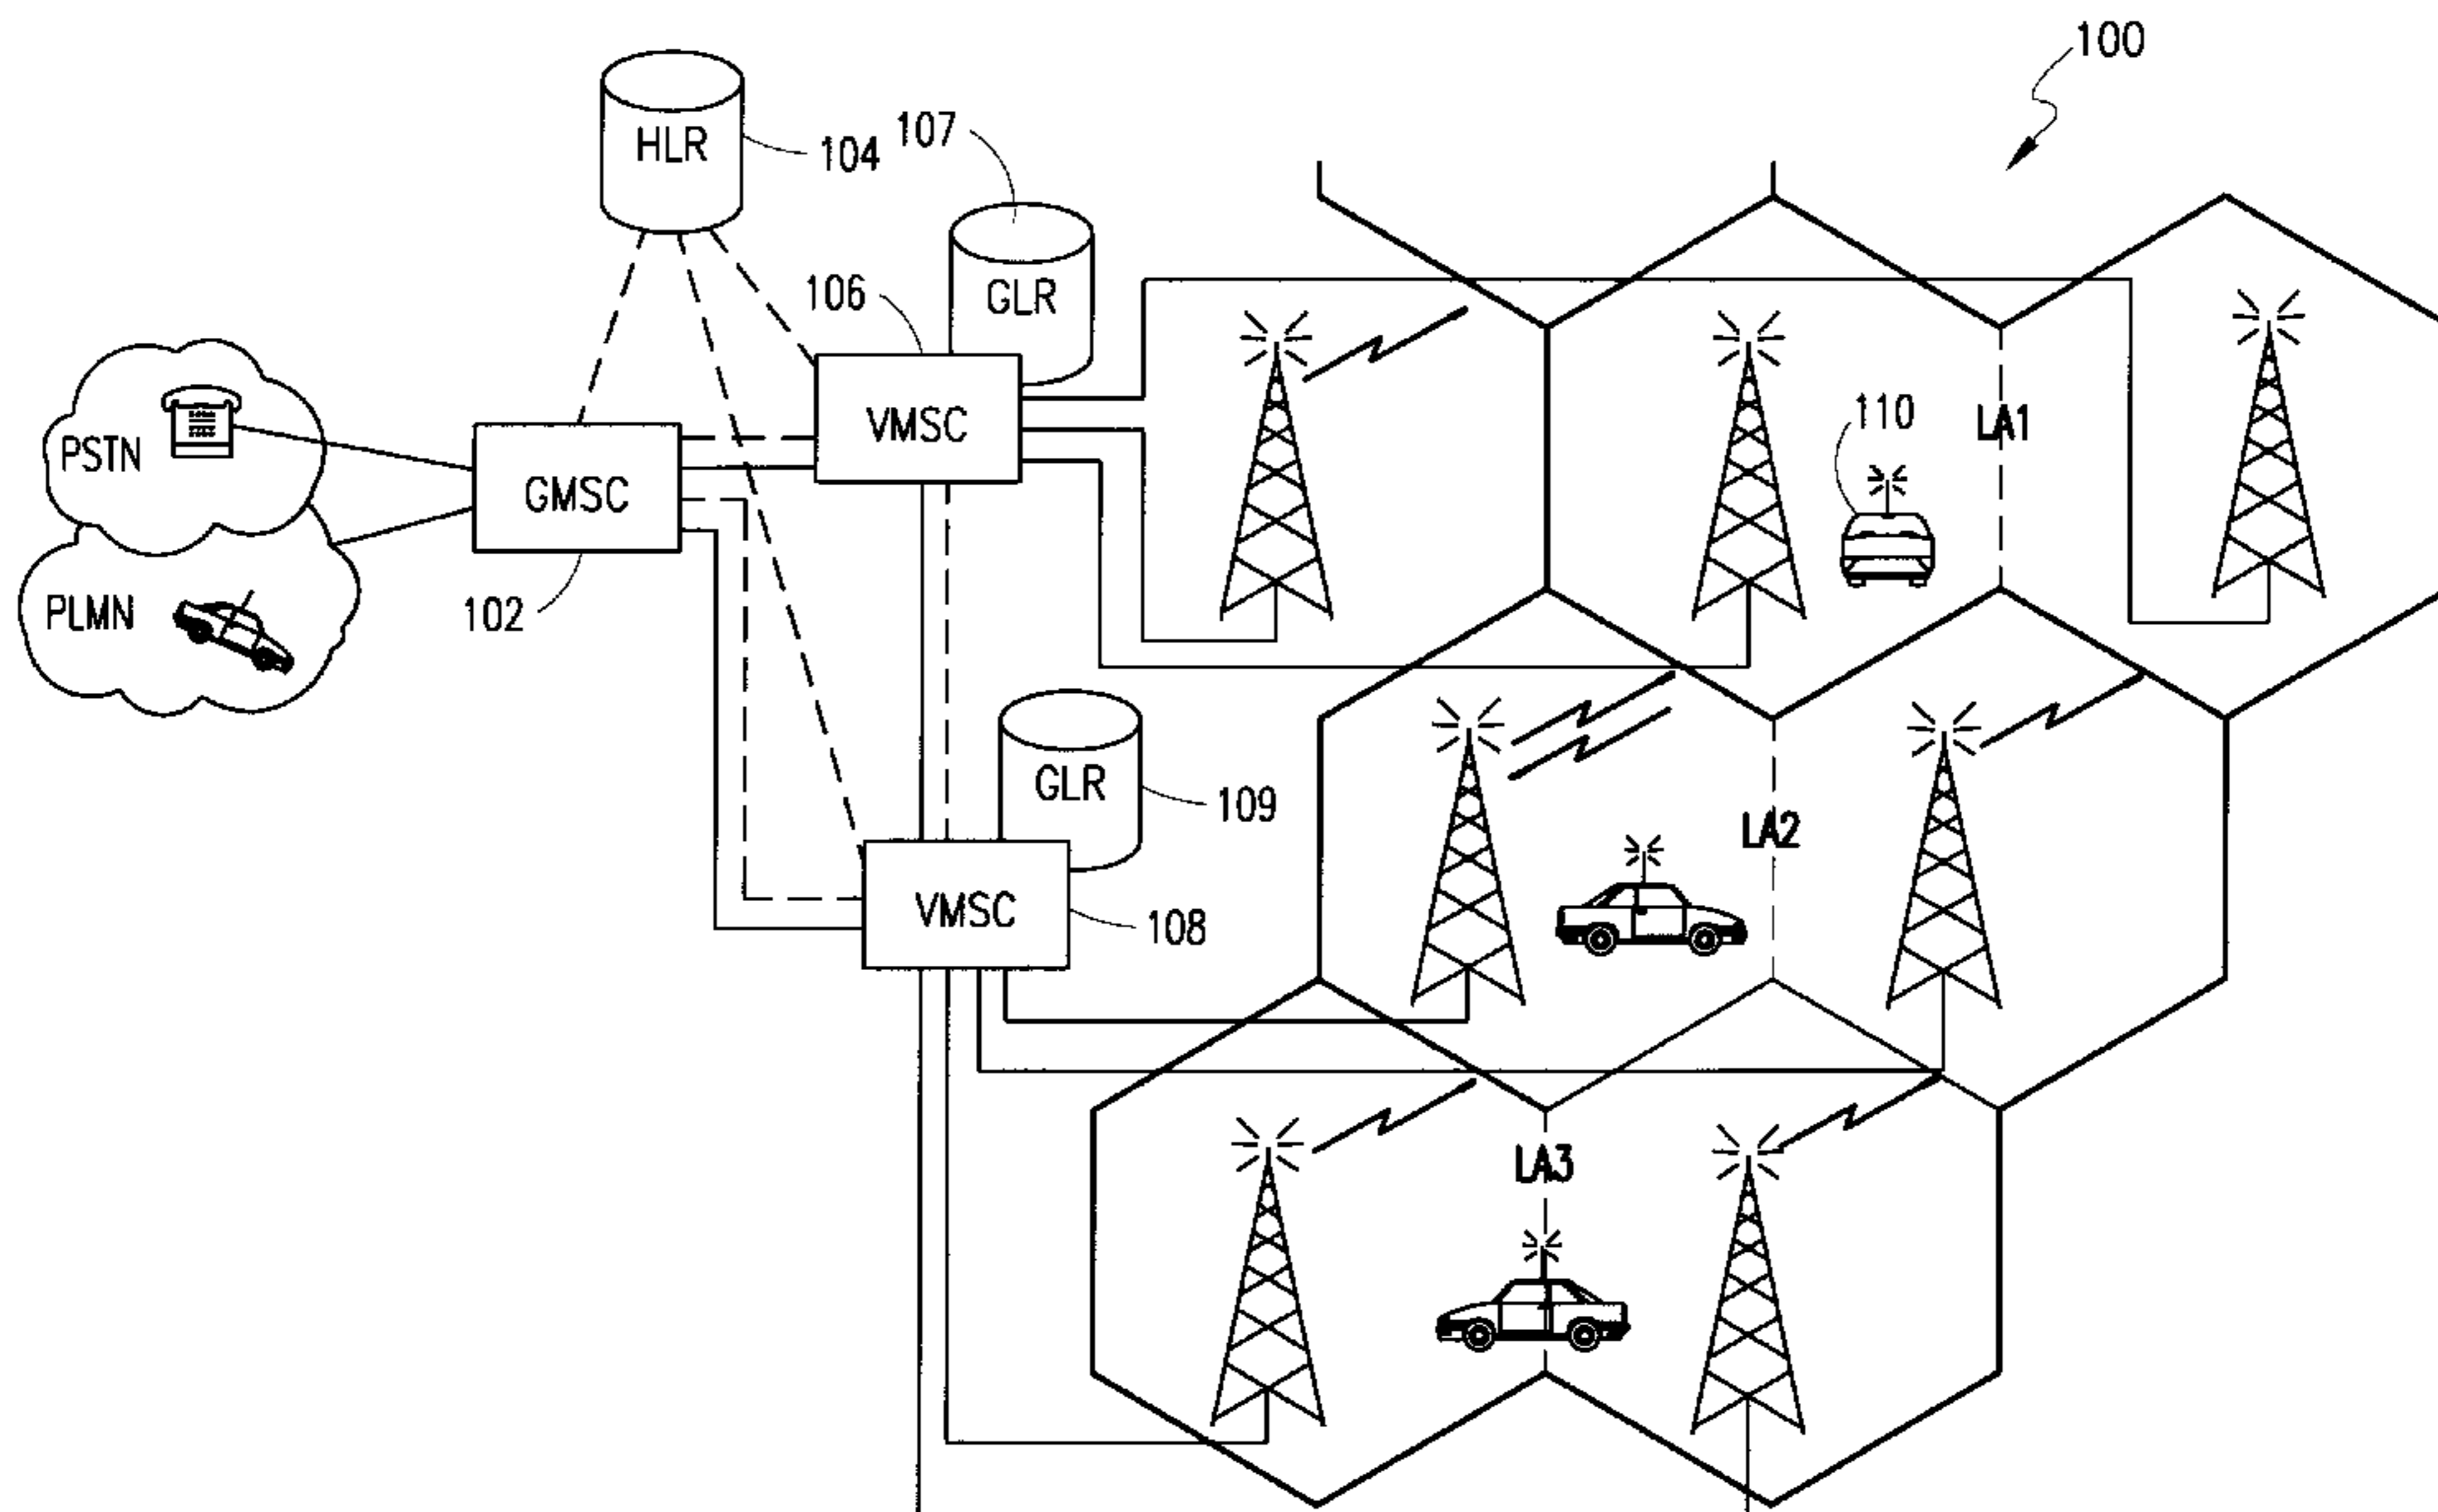 100
HLR
104
107
106
GLR
110
LA1
VMSC
PSTN
GMSC
PLMN
102
GLR
109
LA2
VMSC
108
LA3